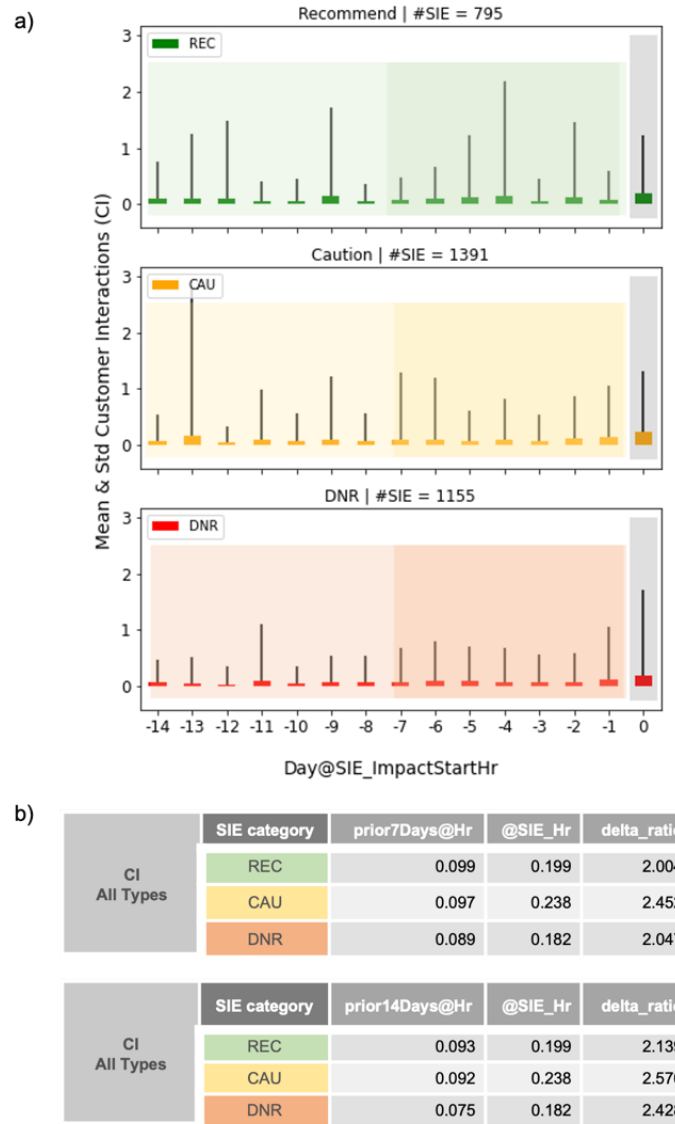 a)
Recommend | #SIE = 795
REC
3
2
1
0
Mean & Std Customer Interactions (CI)
Caution | #SIE = 1391
CAU
3
2
1
0
DNR | #SIE = 1155
DNR
3
2
1
0
-14 -13 -12 -11 -10 -9 -8 -7 -6 -5 -4 -3 -2 -1 0
Day@SIE_ImpactStartHr
b)
CI
All Types
SIE category prior7Days@Hr @SIE_Hr
REC 0.099 0.199
CAU 0.097 0.238
DNR 0.089 0.182
CI
All Types
SIE category prior14Days@Hr @SIE_Hr
REC 0.093 0.199
CAU 0.092 0.238
DNR 0.075 0.182